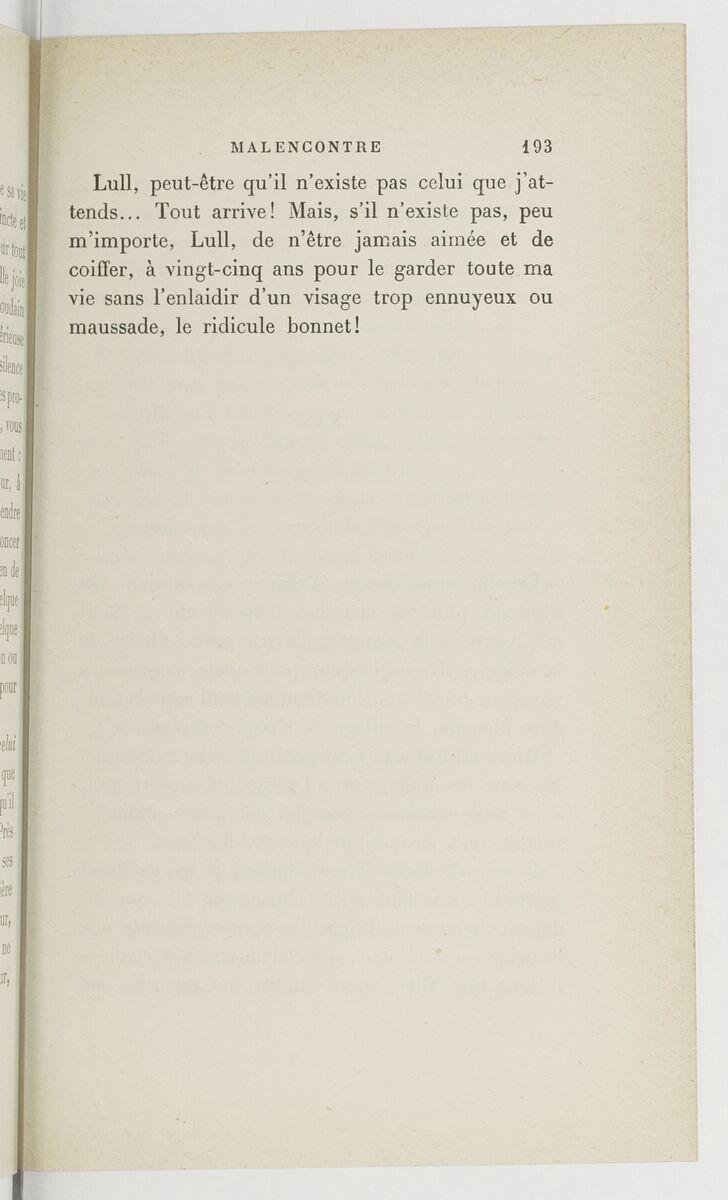 MALENCONTRE 193
Lull, peut-être qu'il n'existe pas celui que j'at-
tends... Tout arrive! Mais, s'il n'existe pas, peu
m'importe, Lull, de n'être jamais aimée et de
coiffer, à vingt-cinq ans pour le garder toute ma
vie sans l'enlaidir d'un visage trop ennuyeux ou
maussade, le ridicule bonnet!